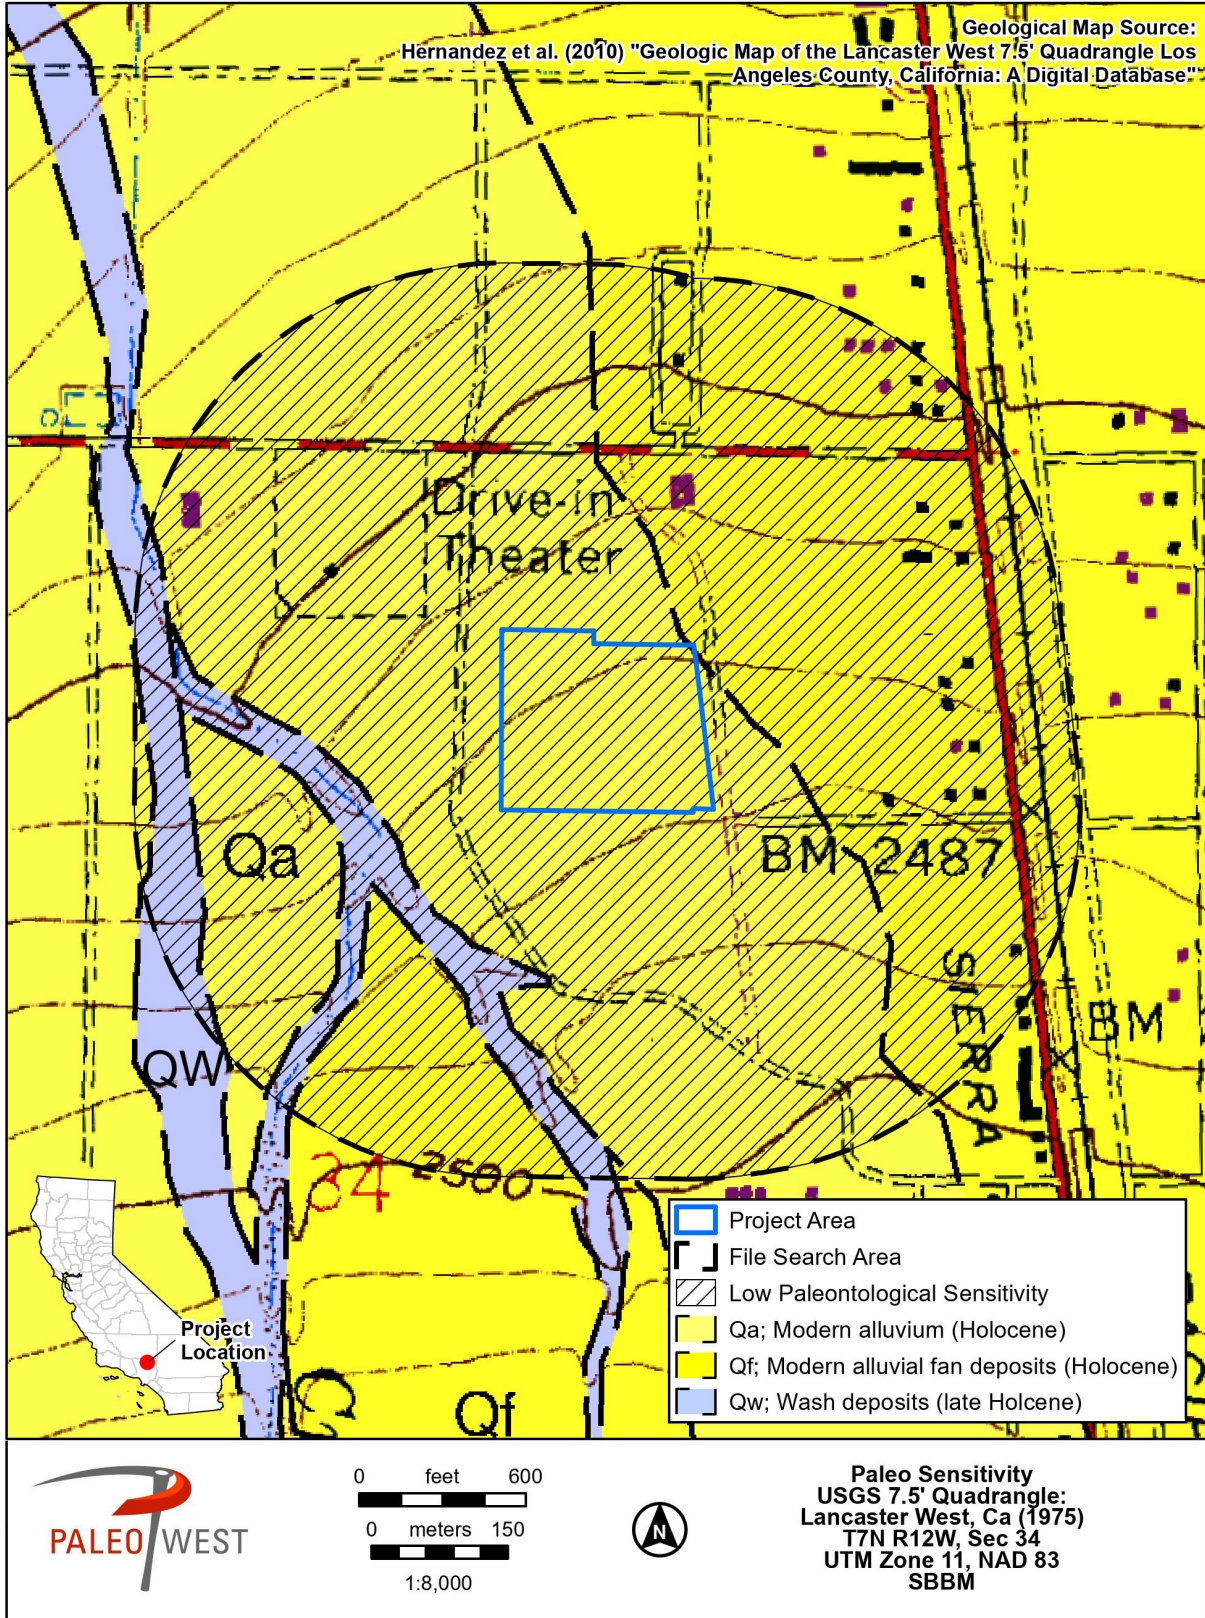 Geological Map Source:
Hernandez et al. (2010) "Geologic Map of the Lancaster West 7.5' Quadrangle Los
Angeles County, California: A Digital Database"
Drive-in
Theater
Qa
BM 2487
SIERRA
BM
QW
34
2500
Qf
Project
Location
Project Area
File Search Area
Low Paleontological Sensitivity
Qa; Modern alluvium (Holocene)
Qf; Modern alluvial fan deposits (Holocene)
Qw; Wash deposits (late Holcene)
PALEO WEST
0 feet 600
0 meters 150
1:8,000
N
Paleo Sensitivity
USGS 7.5' Quadrangle:
Lancaster West, Ca (1975)
T7N R12W, Sec 34
UTM Zone 11, NAD 83
SBBM